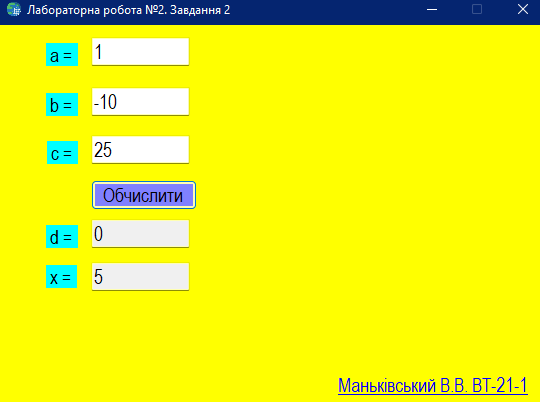 Лабораторна робота №2. Завдання 2
a = 1
b = -10
c = 25
Обчислити
d = 0
x = 5
Маньківський В.В. ВТ-21-1